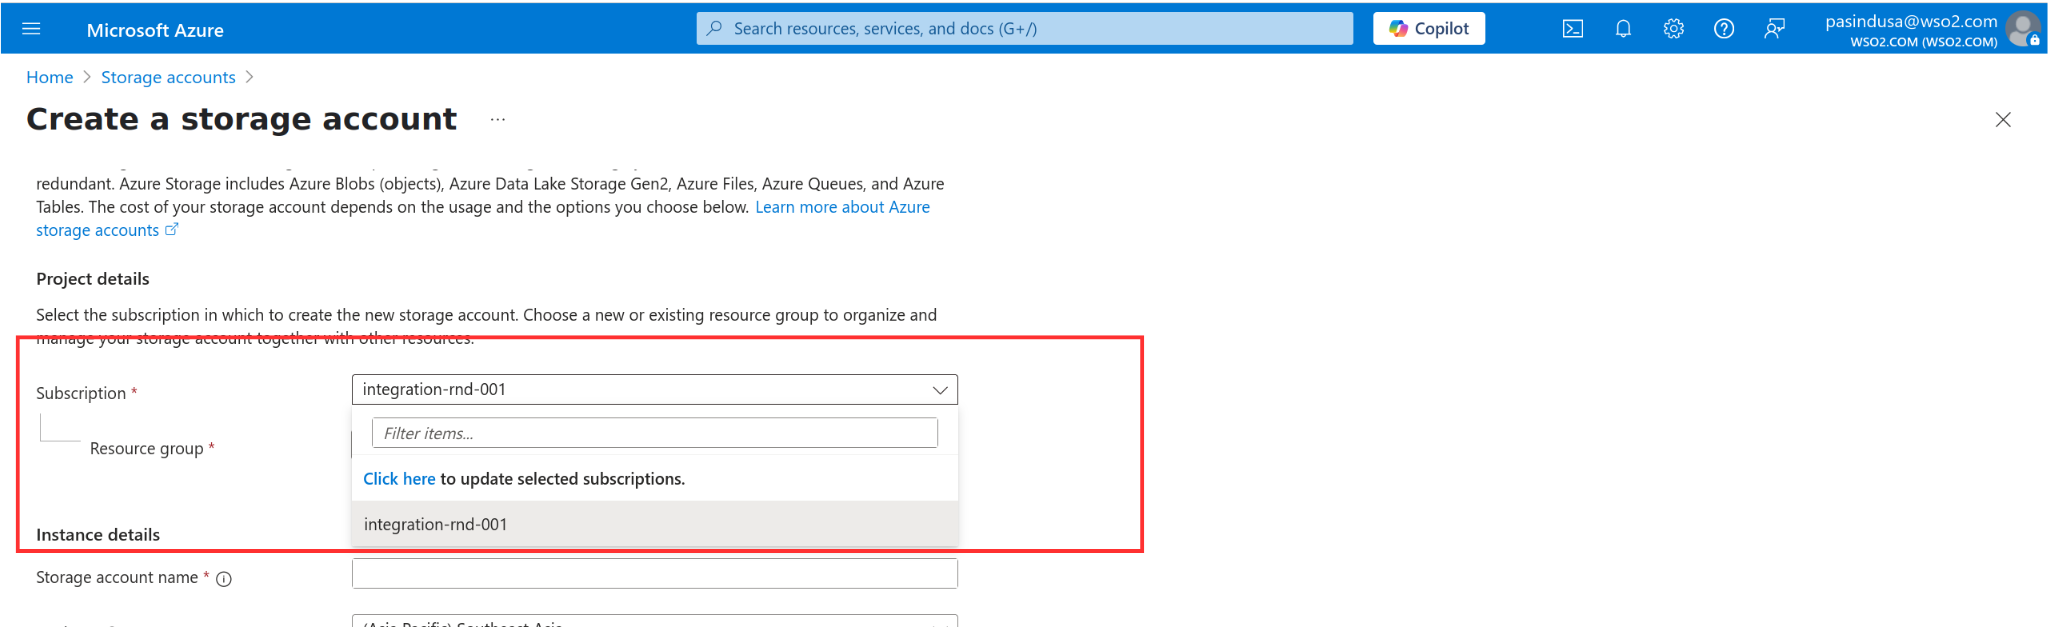 Microsoft Azure
Search resources, services, and docs (G+/)
Copilot
pasindusa@wso2.com
WSO2.COM (WSO2.COM)
Home > Storage accounts >
Create a storage account ...
redundant. Azure Storage includes Azure Blobs (objects), Azure Data Lake Storage Gen2, Azure Files, Azure Queues, and Azure
Tables. The cost of your storage account depends on the usage and the options you choose below. Learn more about Azure
storage accounts
Project details
Select the subscription in which to create the new storage account. Choose a new or existing resource group to organize and
manage your storage account together with other resources.
Subscription *
integration-rnd-001
Filter items...
Resource group *
Click here to update selected subscriptions.
integration-rnd-001
Instance details
Storage account name *
(Asia Pacific) Southeast Asia